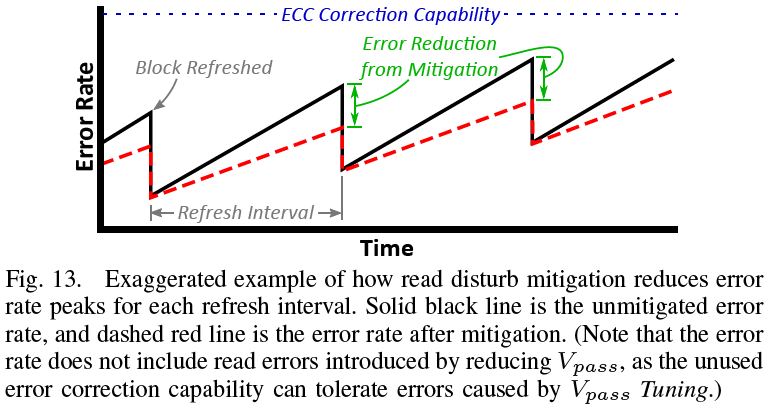 ECC Correction Capability
Error Reduction
from Mitigation
Block Refreshed
Error Rate
Refresh Interval
Time
Fig. 13. Exaggerated example of how read disturb mitigation reduces error
rate peaks for each refresh interval. Solid black line is the unmitigated error
rate, and dashed red line is the error rate after mitigation. (Note that the error
rate does not include read errors introduced by reducing Vpass, as the unused
error correction capability can tolerate errors caused by Vpass Tuning.)